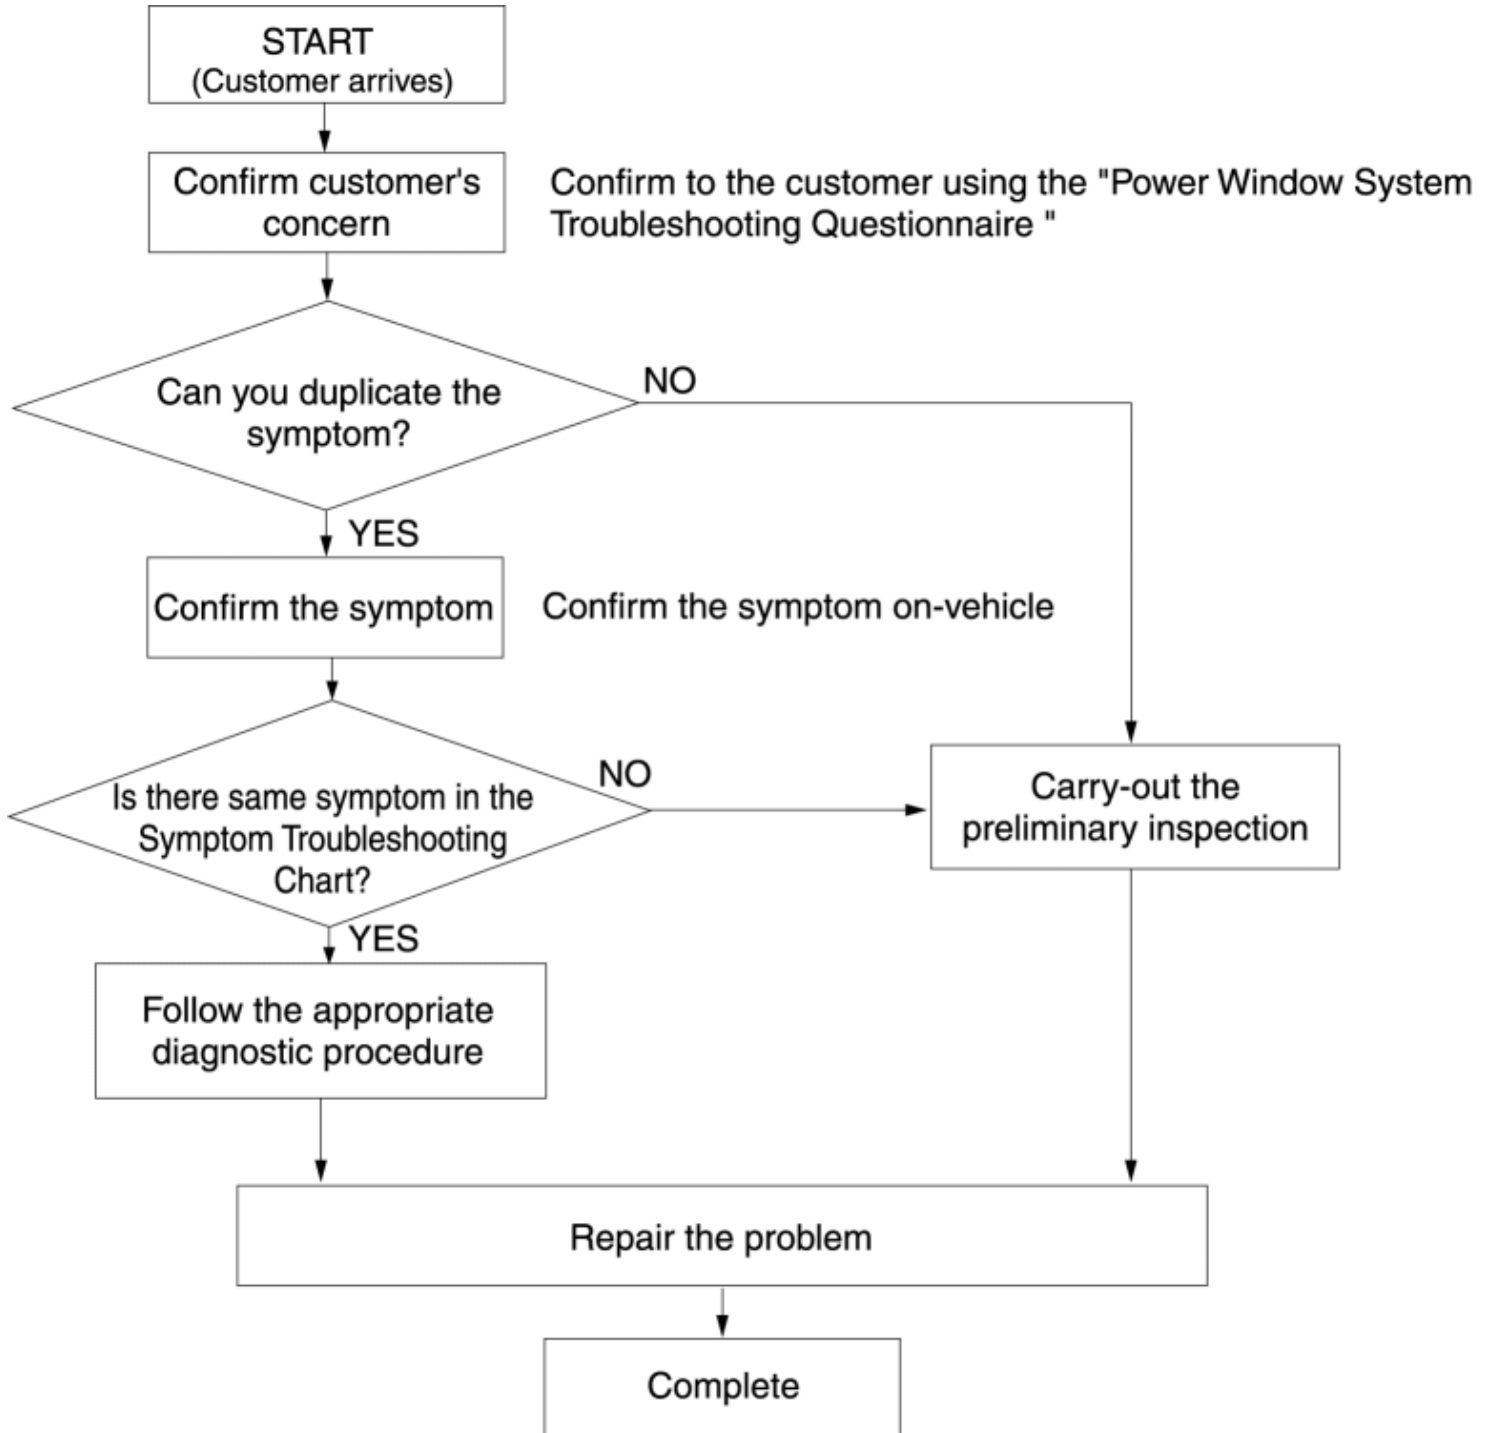 START
(Customer arrives)
Confirm customer's
concern
Confirm to the customer using the "Power Window System
Troubleshooting Questionnaire "
Can you duplicate the
symptom?
NO
YES
Confirm the symptom
Confirm the symptom on-vehicle
Is there same symptom in the
Symptom Troubleshooting
Chart?
NO
Carry-out the
preliminary inspection
YES
Follow the appropriate
diagnostic procedure
Repair the problem
Complete